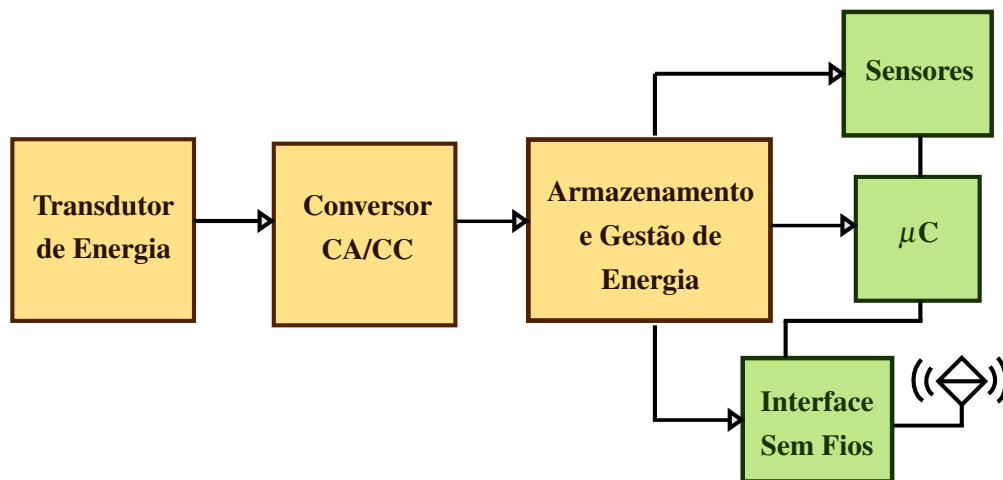 Transdutor
de Energia
Conversor
CA/CC
Armazenamento
e Gestão de
Energia
Sensores
μC
Interface
Sem Fios